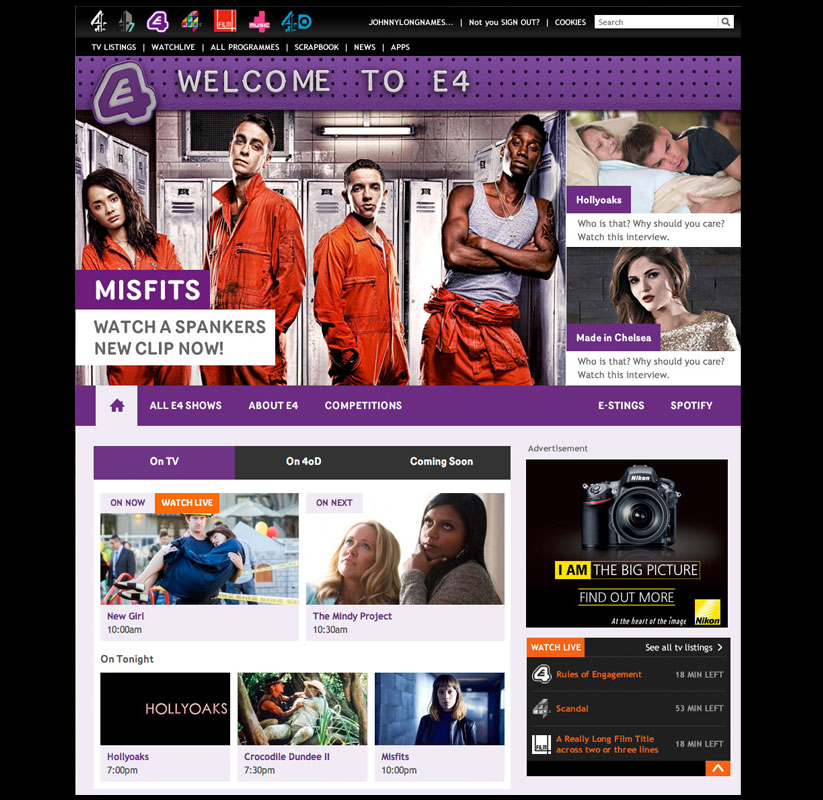 4
4
E4
4
FILM4
4 MUSIC
4oD
JOHNNYLONGNAMES... | Not you SIGN OUT? | COOKIES
Search
TV LISTINGS | WATCHLIVE | ALL PROGRAMMES | SCRAPBOOK | NEWS | APPS
E4
WELCOME TO E4
MISFITS
WATCH A SPANKERS
NEW CLIP NOW!
Hollyoaks
Who is that? Why should you care?
Watch this interview.
Made in Chelsea
Who is that? Why should you care?
Watch this interview.
ALL E4 SHOWS
ABOUT E4
COMPETITIONS
E-STINGS
SPOTIFY
On TV
On 4oD
Coming Soon
ON NOW
WATCH LIVE
New Girl
10:00am
ON NEXT
The Mindy Project
10:30am
On Tonight
HOLLYOAKS
Hollyoaks
7:00pm
Crocodile Dundee II
7:30pm
Misfits
10:00pm
Advertisement
Nikon
I AM THE BIG PICTURE
FIND OUT MORE
At the heart of the image
Nikon
WATCH LIVE
See all tv listings
E4
Rules of Engagement
18 MIN LEFT
4
Scandal
53 MIN LEFT
FILM4
A Really Long Film Title
across two or three lines
18 MIN LEFT